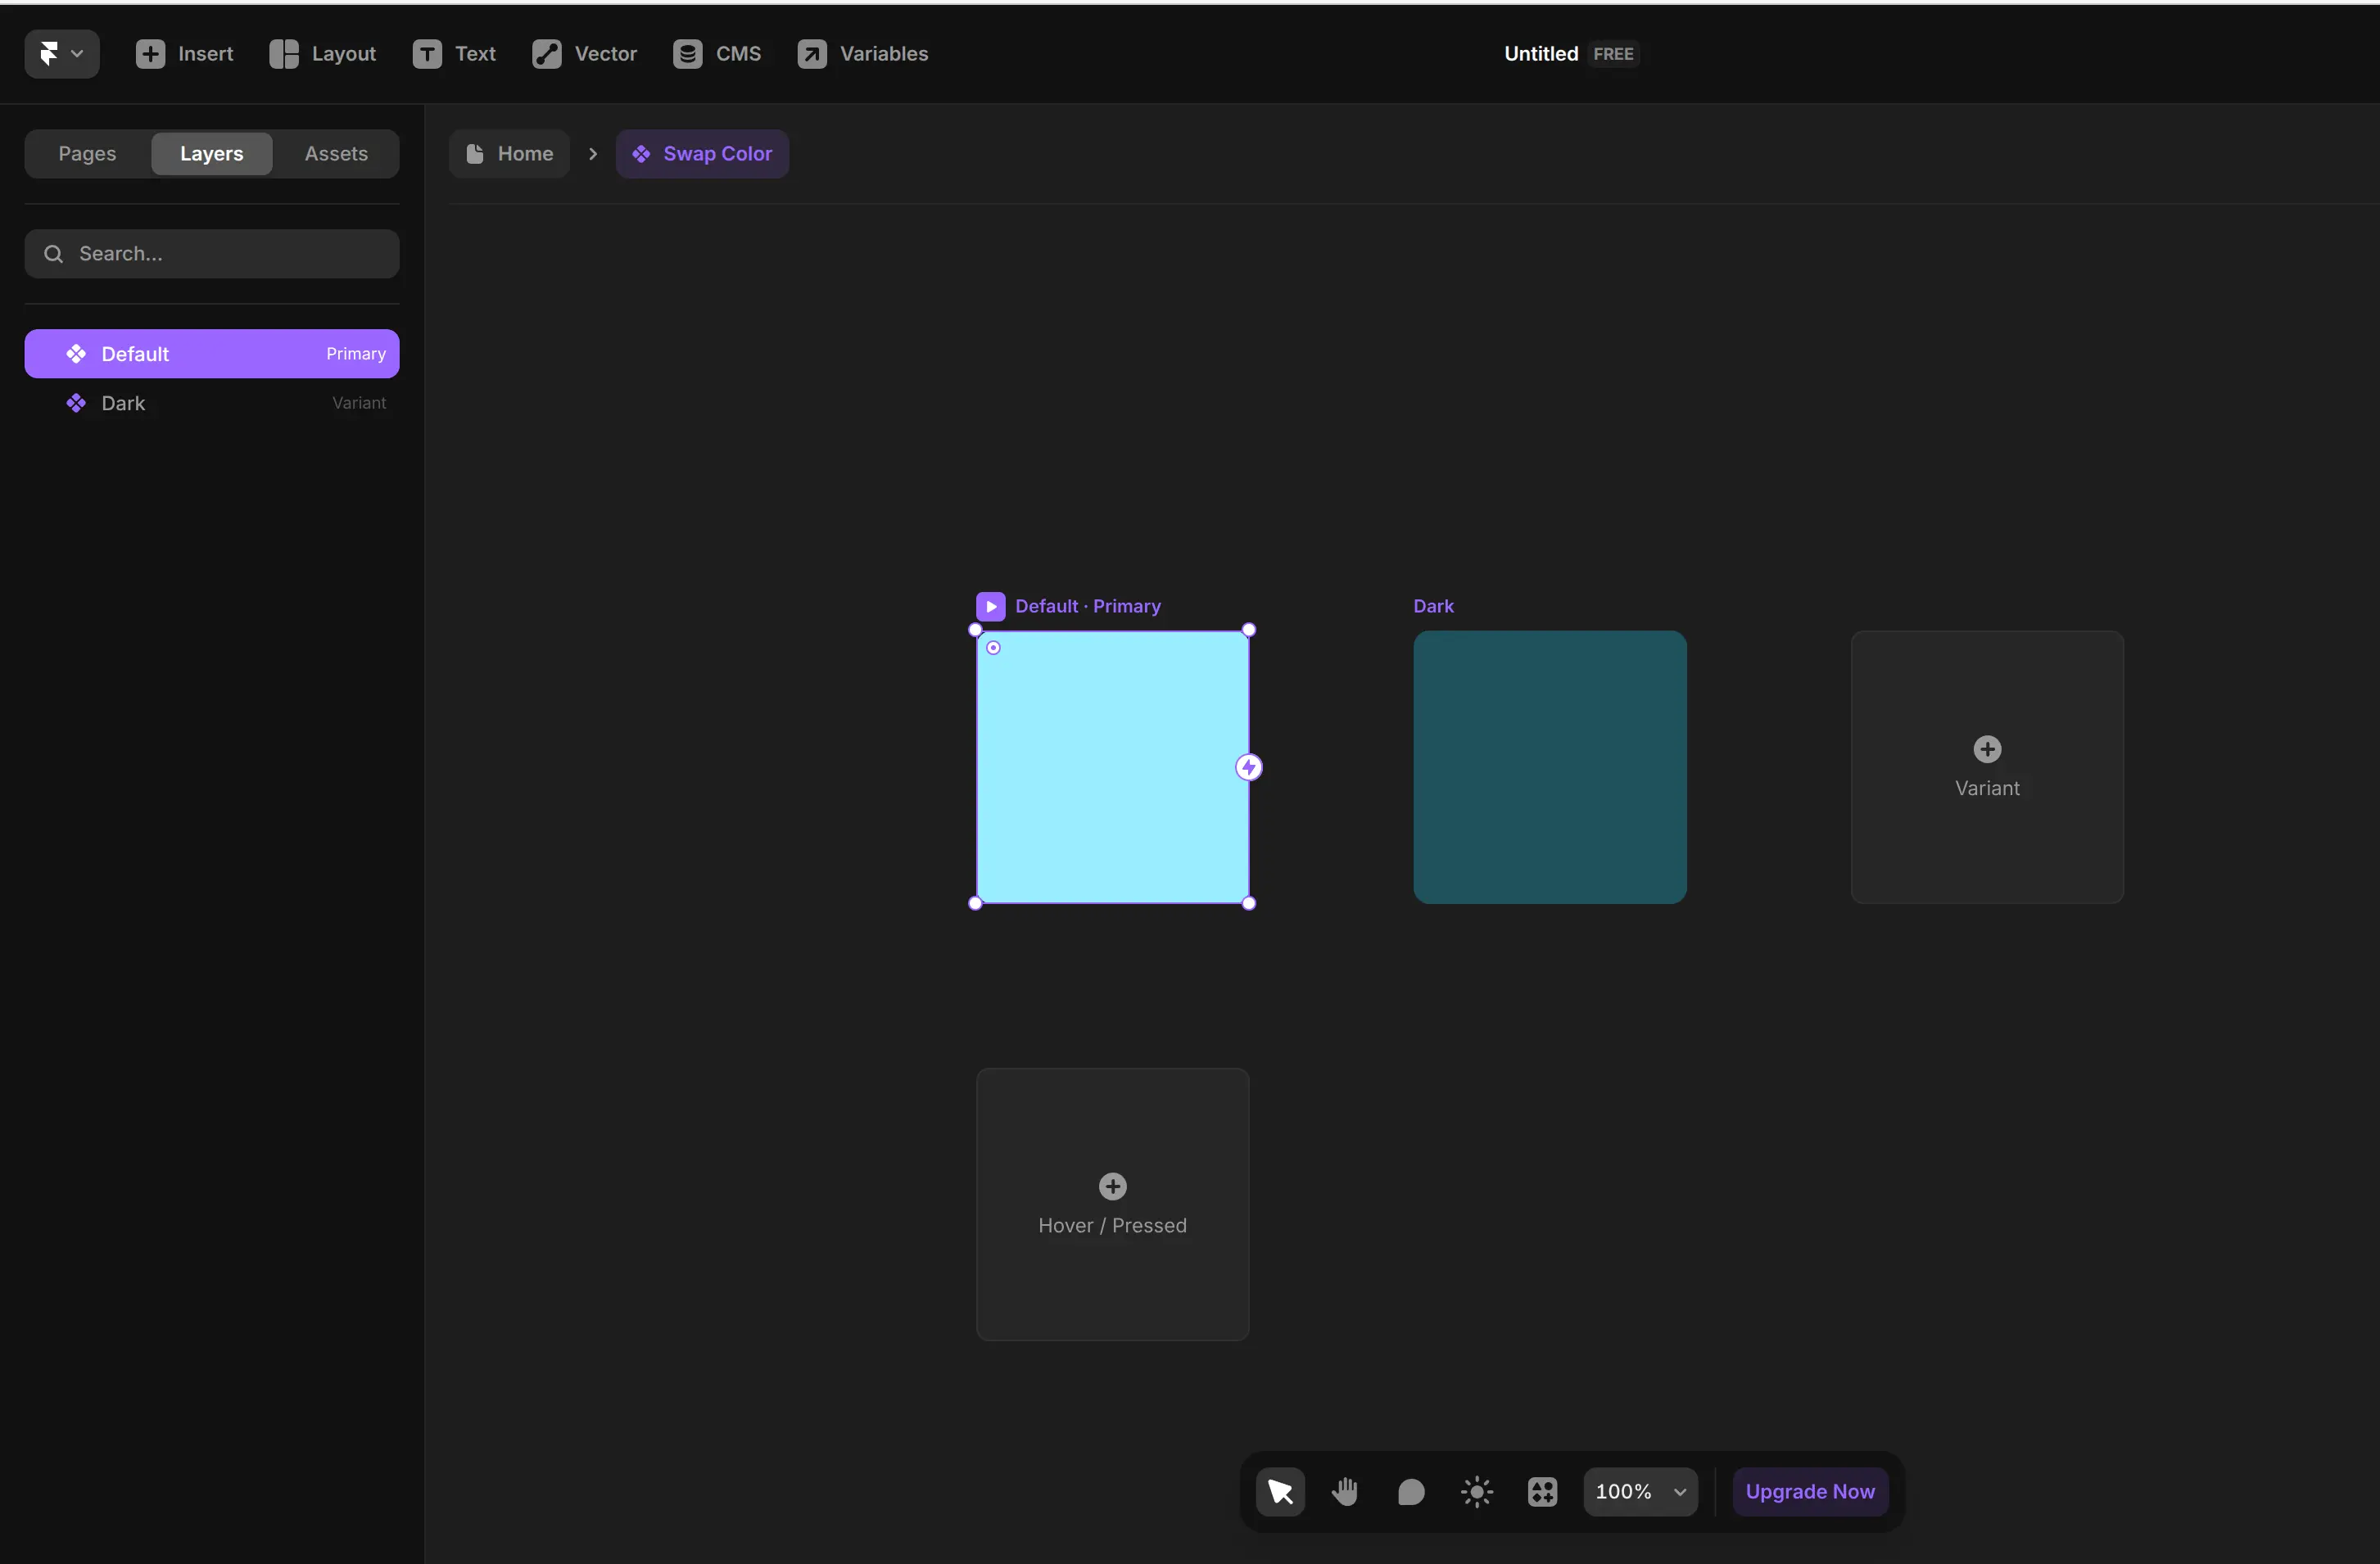 Insert
Layout
Text
Vector
CMS
Variables
Untitled FREE
Pages
Layers
Assets
Home
Swap Color
Search...
Default Primary
Dark Variant
Default · Primary
Dark
Variant
Hover / Pressed
100%
Upgrade Now